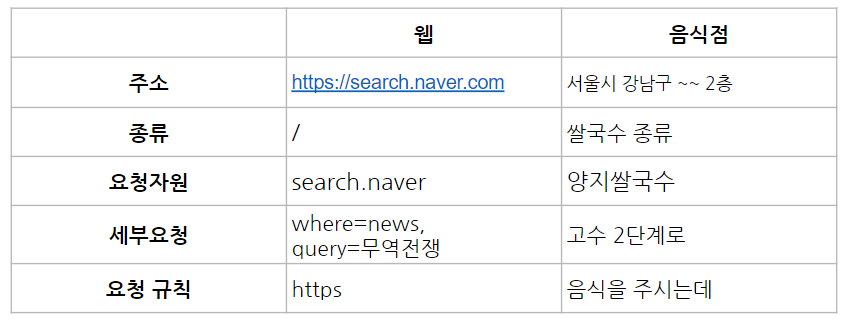 웹 음식점
주소 https://search.naver.com 서울시 강남구 ~~ 2층
종류 / 쌀국수 종류
요청자원 search.naver 양지쌀국수
세부요청 where=news, 고수 2단계로
query=무역전쟁
요청 규칙 https 음식을 주시는데